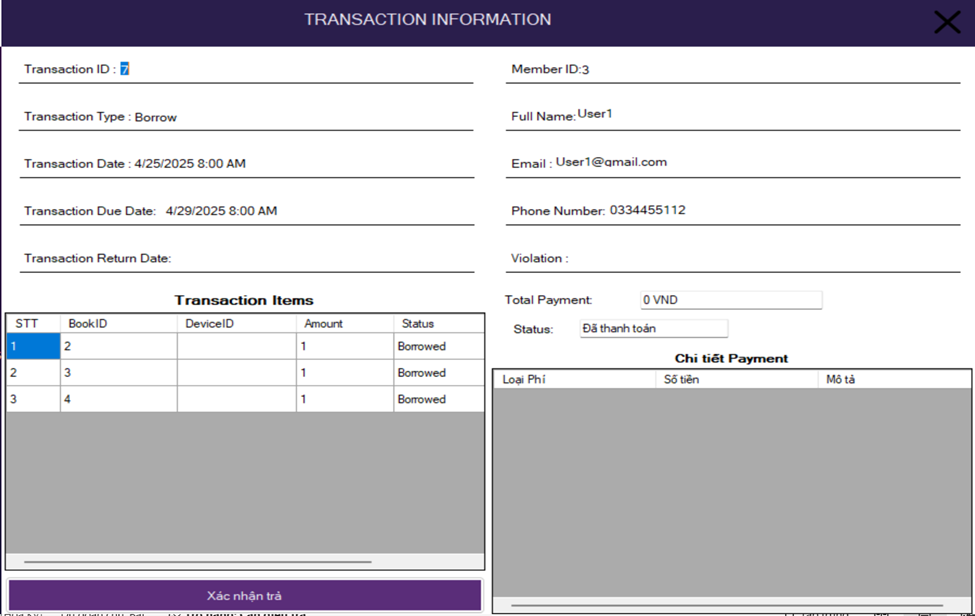 TRANSACTION INFORMATION
Transaction ID : 7
Transaction Type : Borrow
Transaction Date : 4/25/2025 8:00 AM
Transaction Due Date: 4/29/2025 8:00 AM
Transaction Return Date:
Member ID:3
Full Name: User1
Email : User1@gmail.com
Phone Number: 0334455112
Violation :
Transaction Items
STT BookID DeviceID Amount Status
1 2 1 Borrowed
2 3 1 Borrowed
3 4 1 Borrowed
Xác nhận trả
Total Payment: 0 VND
Status: Đã thanh toán
Chi tiết Payment
Loại Phí Số tiền Mô tả